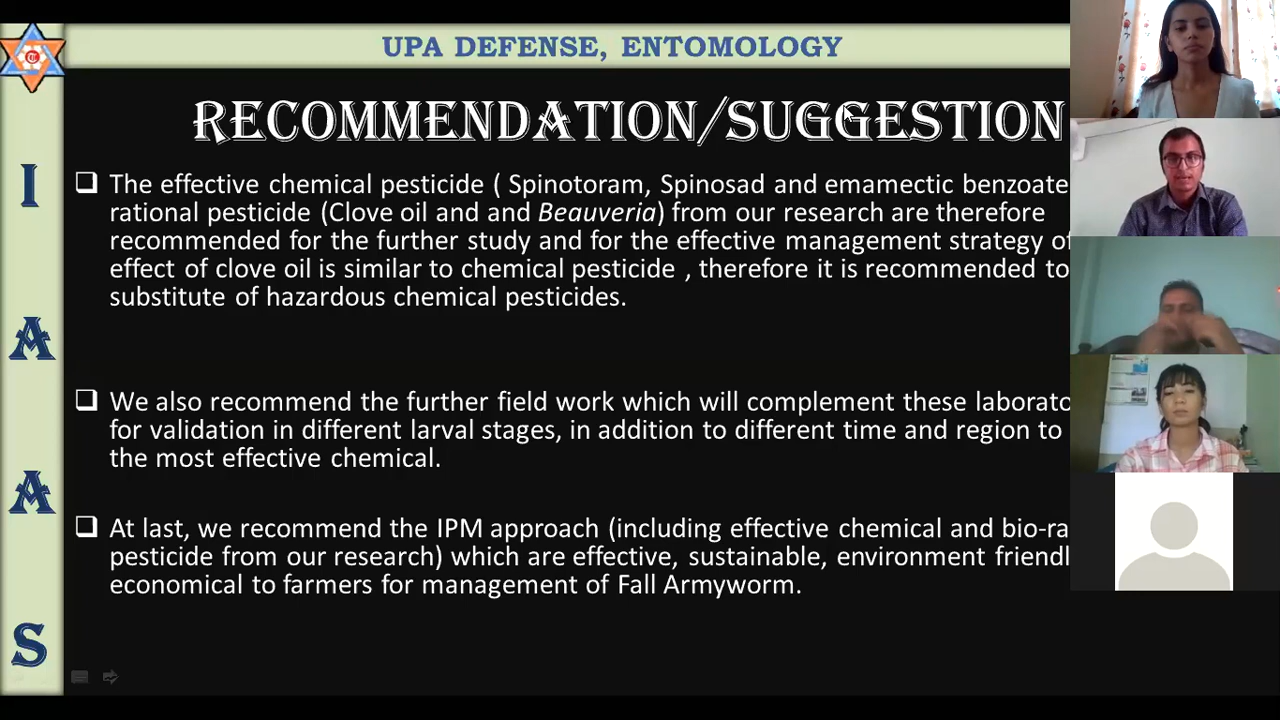 UPA DEFENSE, ENTOMOLOGY
RECOMMENDATION/SUGGESTION
❑ The effective chemical pesticide ( Spinotoram, Spinosad and emamectic benzoate
rational pesticide (Clove oil and and Beauveria) from our research are therefore
recommended for the further study and for the effective management strategy of
effect of clove oil is similar to chemical pesticide , therefore it is recommended to
substitute of hazardous chemical pesticides.
❑ We also recommend the further field work which will complement these laborato
for validation in different larval stages, in addition to different time and region to
the most effective chemical.
❑ At last, we recommend the IPM approach (including effective chemical and bio-ra
pesticide from our research) which are effective, sustainable, environment friendl
economical to farmers for management of Fall Armyworm.
I
A
A
S